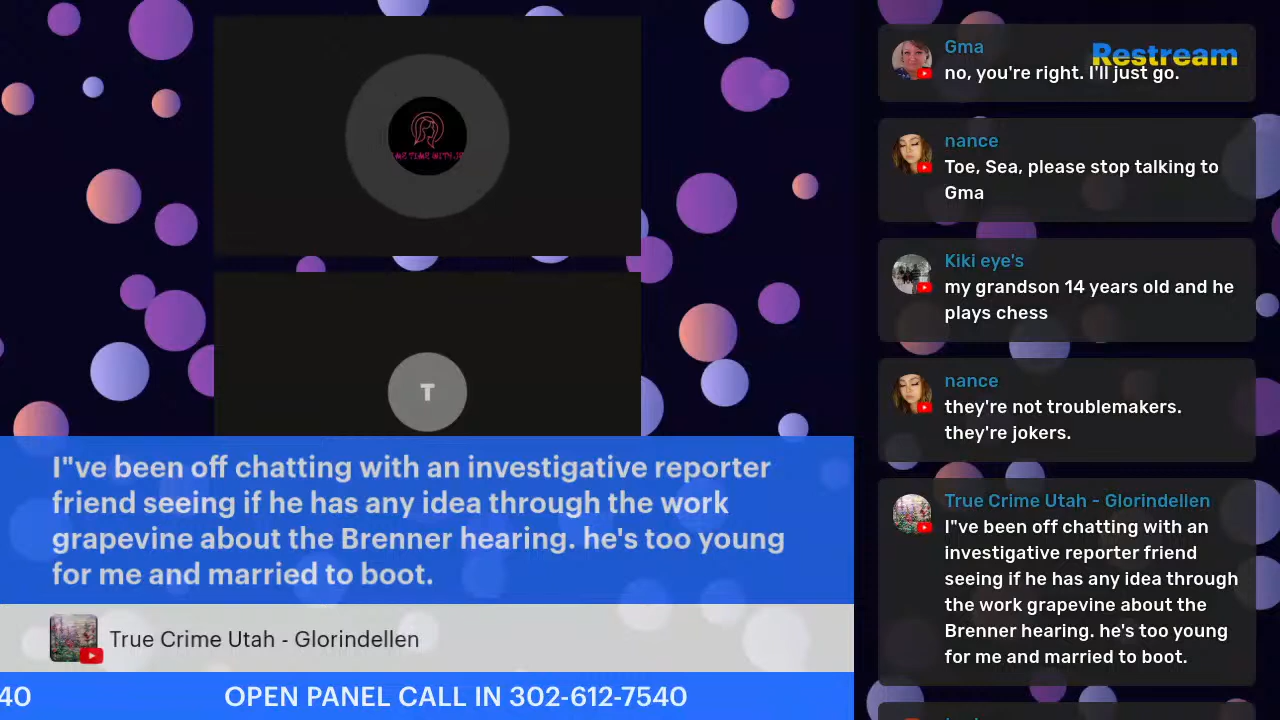 T
I"ve been off chatting with an investigative reporter
friend seeing if he has any idea through the work
grapevine about the Brenner hearing. he's too young
for me and married to boot.
True Crime Utah - Glorindellen
40 OPEN PANEL CALL IN 302-612-7540
Restream
Gma
no, you're right. I'll just go.
nance
Toe, Sea, please stop talking to
Gma
Kiki eye's
my grandson 14 years old and he
plays chess
nance
they're not troublemakers.
they're jokers.
True Crime Utah - Glorindellen
I"ve been off chatting with an
investigative reporter friend
seeing if he has any idea through
the work grapevine about the
Brenner hearing. he's too young
for me and married to boot.